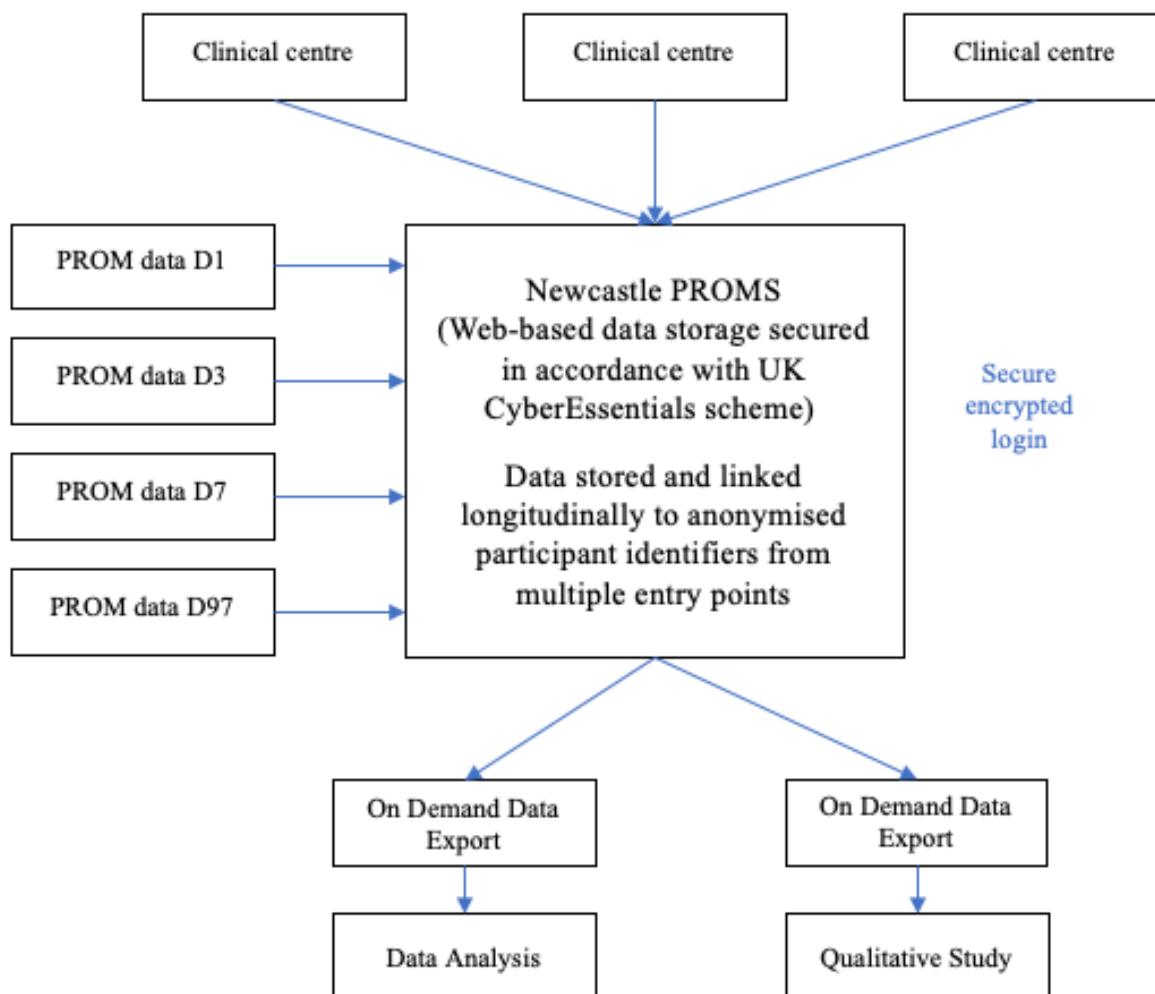 Clinical centre
Clinical centre
Clinical centre
PROM data D1
PROM data D3
PROM data D7
PROM data D97
Newcastle PROMS
(Web-based data storage secured
in accordance with UK
CyberEssentials scheme)
Data stored and linked
longitudinally to anonymised
participant identifiers from
multiple entry points
Secure
encrypted
login
On Demand Data
Export
On Demand Data
Export
Data Analysis
Qualitative Study